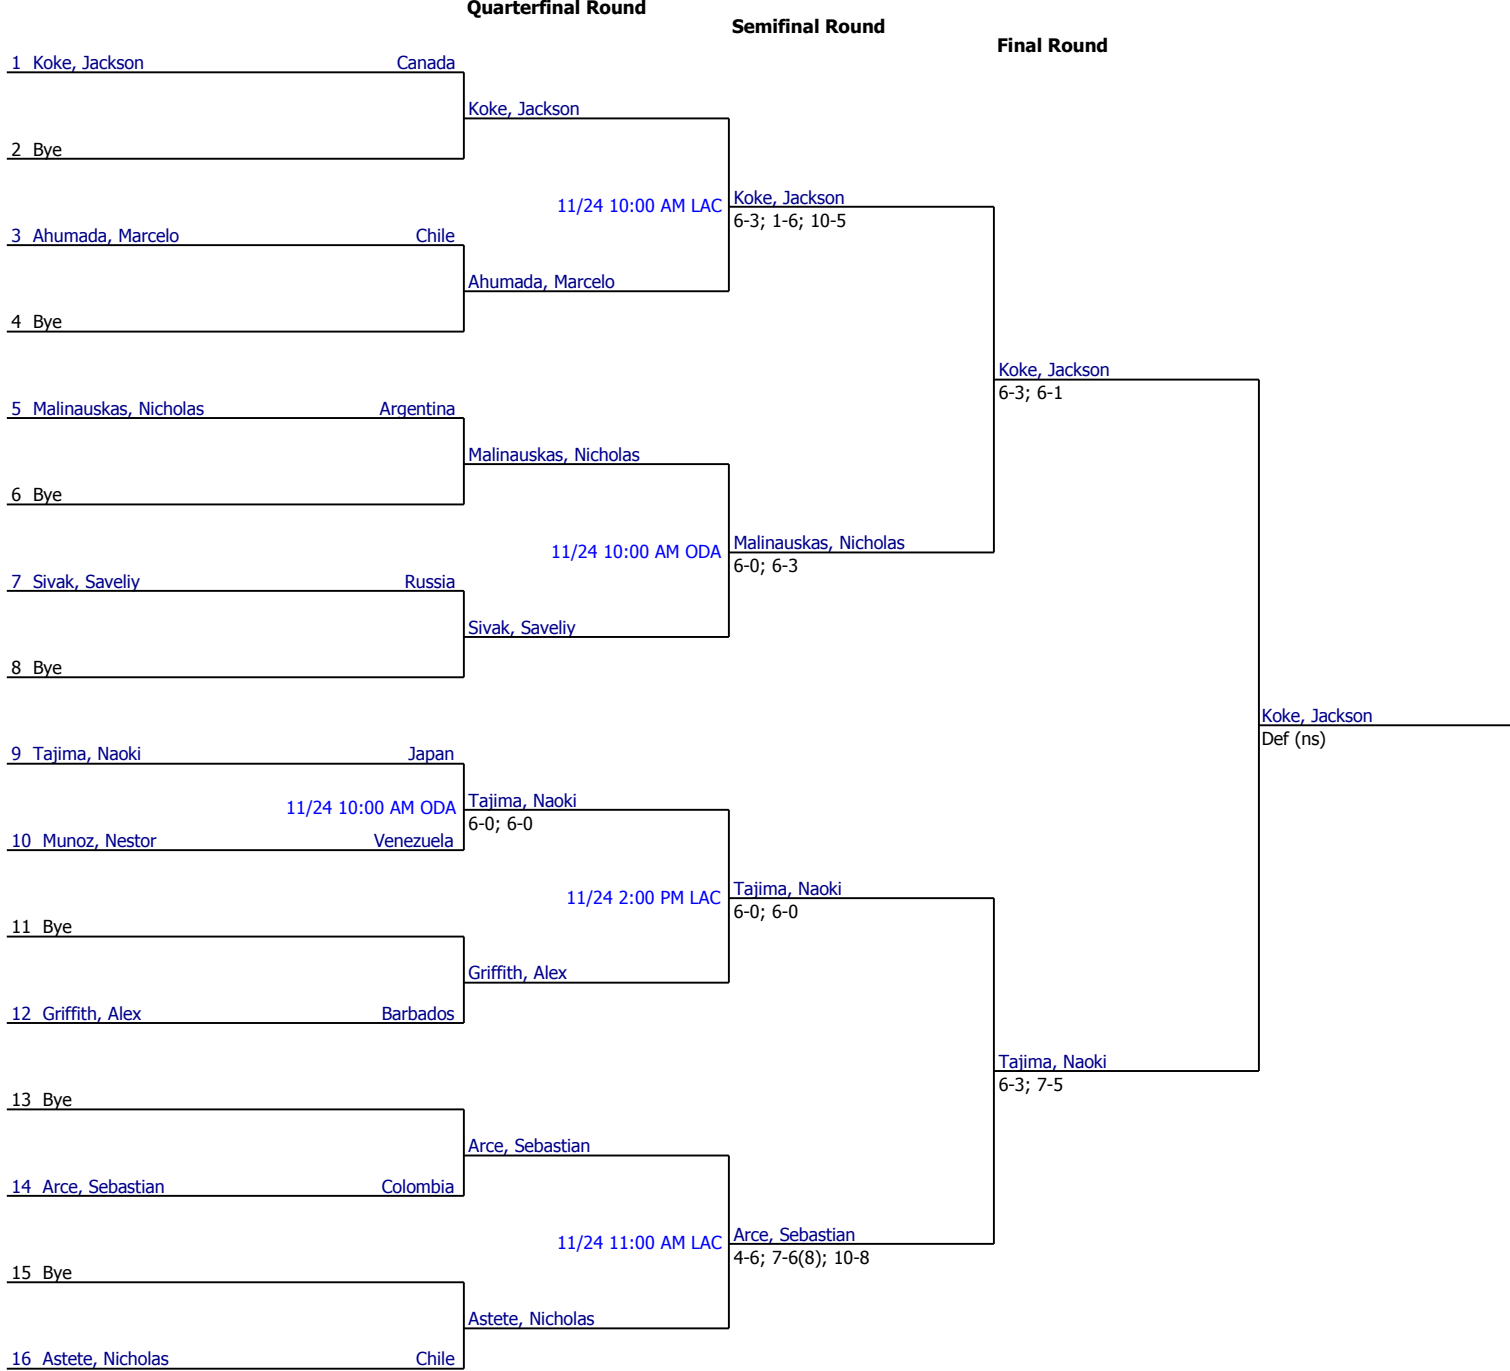 Quarterfinal Round
Semifinal Round
Final Round
1 Koke, Jackson Canada
Koke, Jackson
2 Bye
11/24 10:00 AM LAC Koke, Jackson
6-3; 1-6; 10-5
3 Ahumada, Marcelo Chile
Ahumada, Marcelo
4 Bye
Koke, Jackson
6-3; 6-1
5 Malinauskas, Nicholas Argentina
Malinauskas, Nicholas
6 Bye
11/24 10:00 AM ODA Malinauskas, Nicholas
6-0; 6-3
7 Sivak, Saveliy Russia
Sivak, Saveliy
8 Bye
Koke, Jackson
Def (ns)
9 Tajima, Naoki Japan
11/24 10:00 AM ODA Tajima, Naoki
6-0; 6-0
10 Munoz, Nestor Venezuela
11/24 2:00 PM LAC Tajima, Naoki
6-0; 6-0
11 Bye
Griffith, Alex
12 Griffith, Alex Barbados
Tajima, Naoki
6-3; 7-5
13 Bye
Arce, Sebastian
14 Arce, Sebastian Colombia
11/24 11:00 AM LAC Arce, Sebastian
4-6; 7-6(8); 10-8
15 Bye
Astete, Nicholas
16 Astete, Nicholas Chile